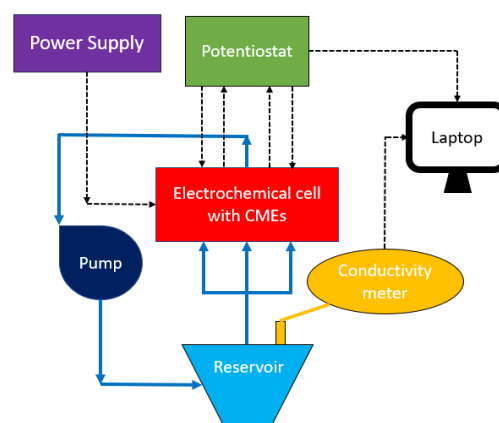 Power Supply
Potentiostat
Laptop
Electrochemical cell
with CMEs
Pump
Conductivity
meter
Reservoir